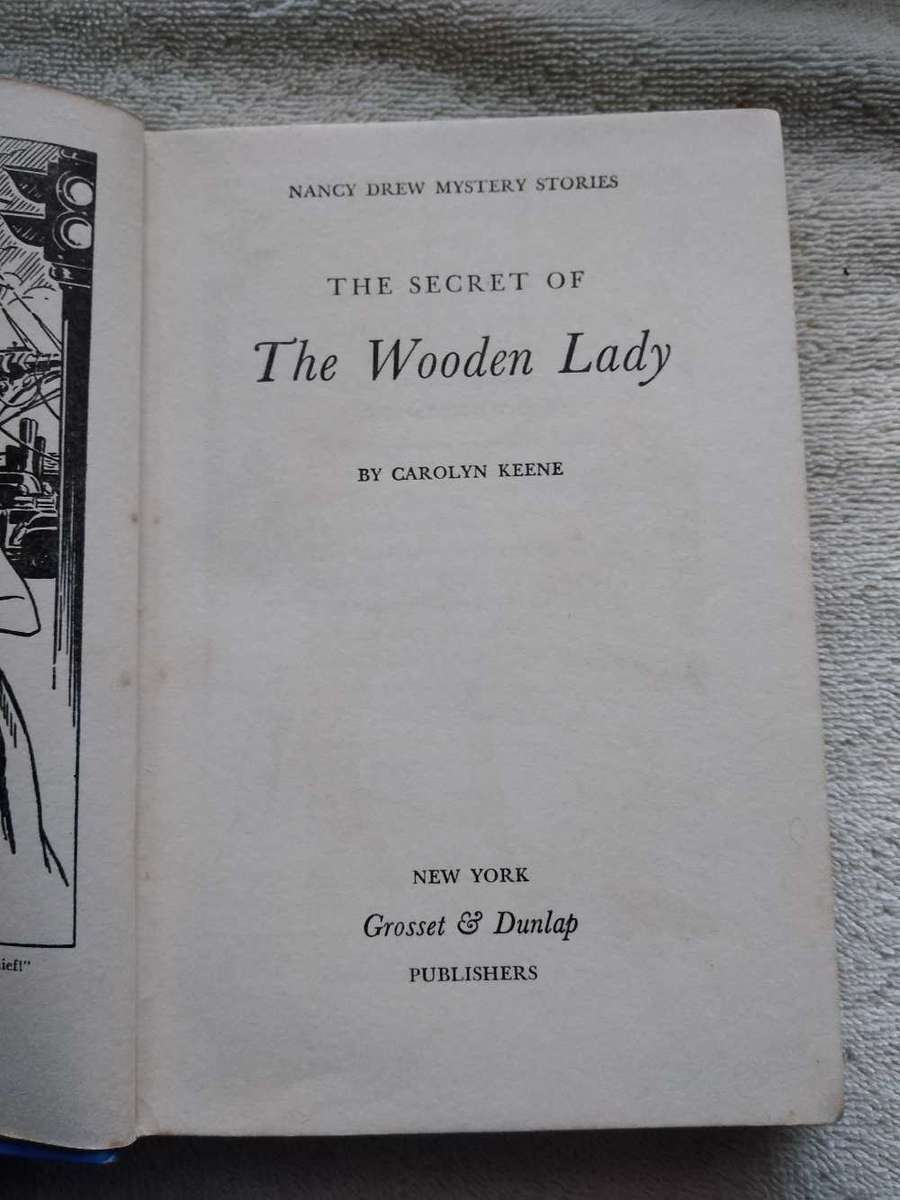 NANCY DREW MYSTERY STORIES
THE SECRET OF
The Wooden Lady
BY CAROLYN KEENE
NEW YORK
Grosset & Dunlap
PUBLISHERS